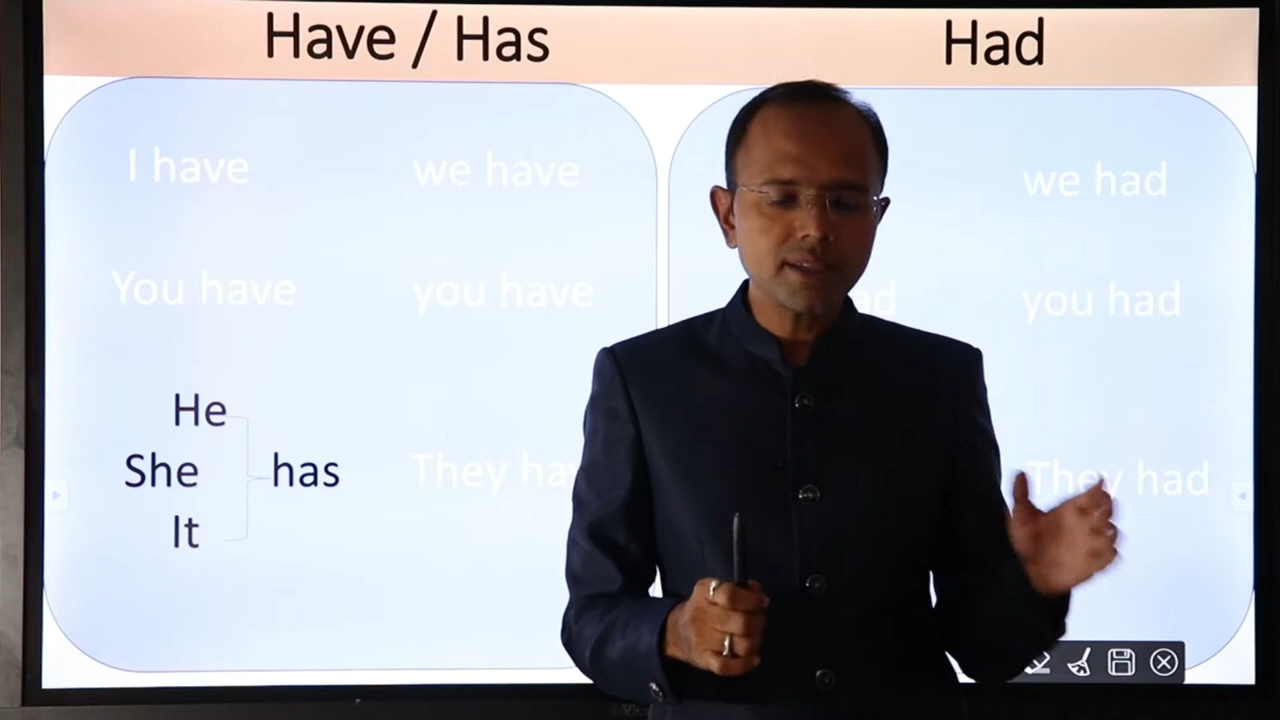 Have / Has
Had
I have
we have
You have
you have
He
She
It
has
They
we had
you had
They had